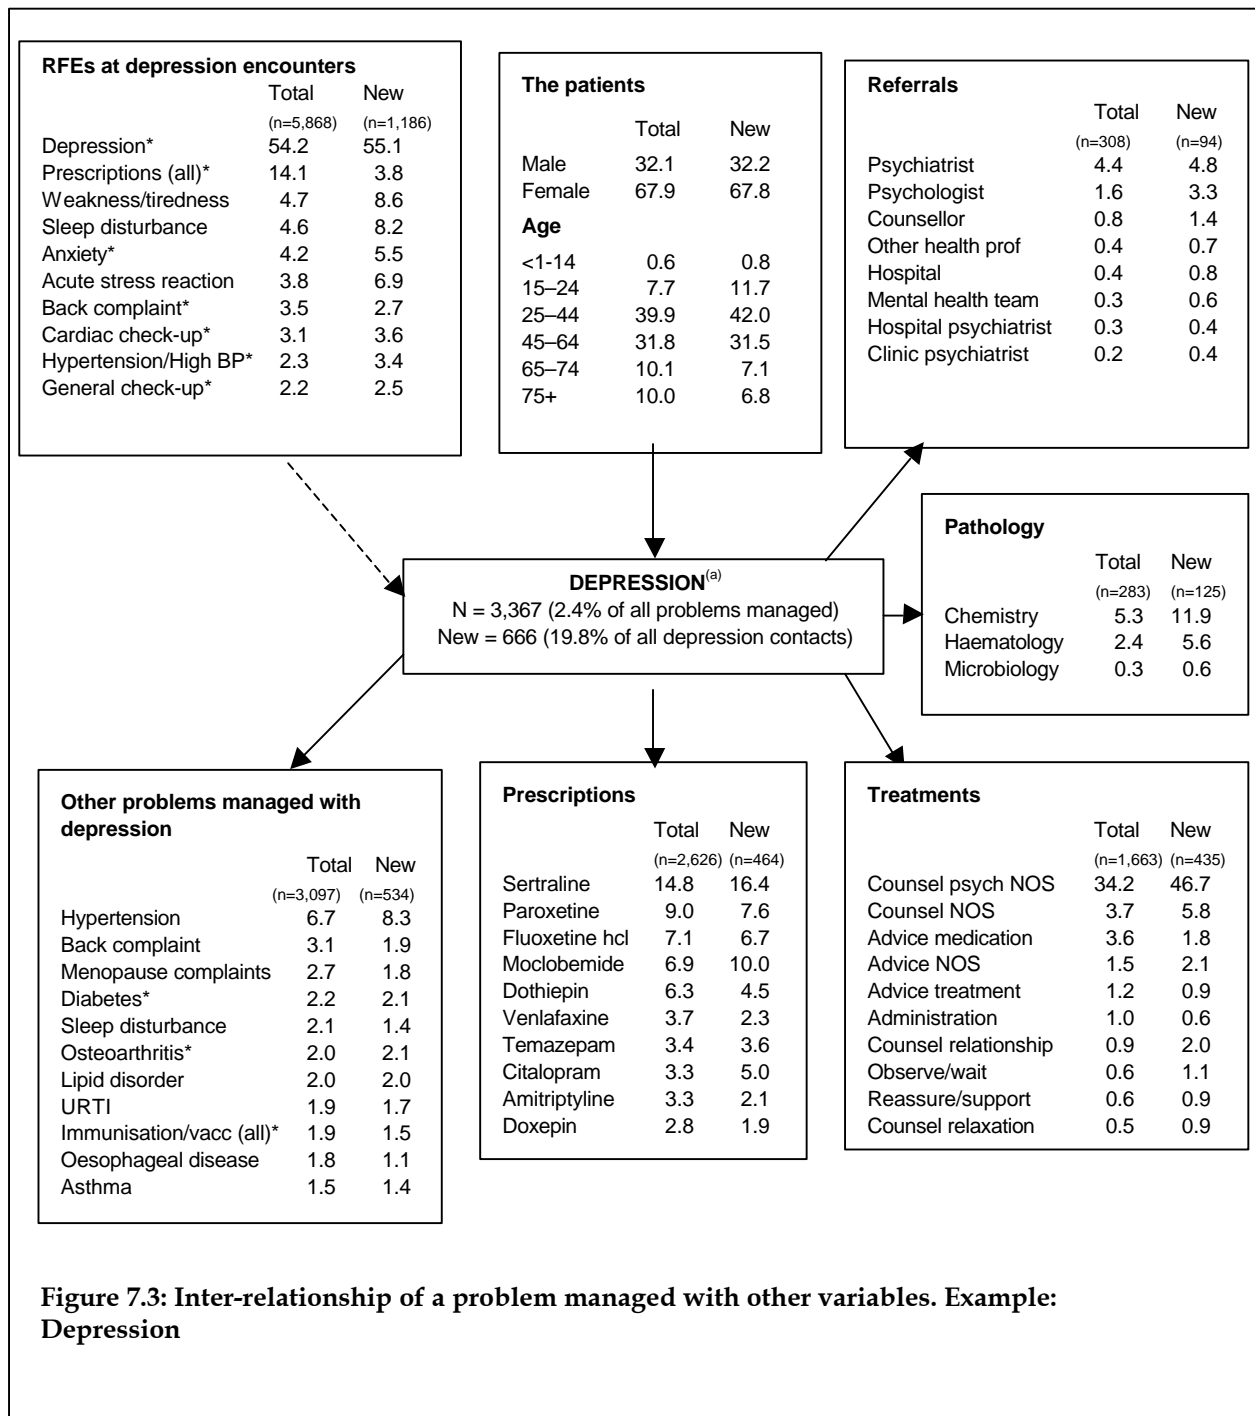 RFEs at depression encounters
Total New
(n=5,868) (n=1,186)
Depression* 54.2 55.1
Prescriptions (all)* 14.1 3.8
Weakness/tiredness 4.7 8.6
Sleep disturbance 4.6 8.2
Anxiety* 4.2 5.5
Acute stress reaction 3.8 6.9
Back complaint* 3.5 2.7
Cardiac check-up* 3.1 3.6
Hypertension/High BP* 2.3 3.4
General check-up* 2.2 2.5
The patients
Total New
Male 32.1 32.2
Female 67.9 67.8
Age
<1-14 0.6 0.8
15–24 7.7 11.7
25–44 39.9 42.0
45–64 31.8 31.5
65–74 10.1 7.1
75+ 10.0 6.8
Referrals
Total New
(n=308) (n=94)
Psychiatrist 4.4 4.8
Psychologist 1.6 3.3
Counsellor 0.8 1.4
Other health prof 0.4 0.7
Hospital 0.4 0.8
Mental health team 0.3 0.6
Hospital psychiatrist 0.3 0.4
Clinic psychiatrist 0.2 0.4
Pathology
Total New
(n=283) (n=125)
Chemistry 5.3 11.9
Haematology 2.4 5.6
Microbiology 0.3 0.6
DEPRESSION(a)
N = 3,367 (2.4% of all problems managed)
New = 666 (19.8% of all depression contacts)
Other problems managed with
depression
Total New
(n=3,097) (n=534)
Hypertension 6.7 8.3
Back complaint 3.1 1.9
Menopause complaints 2.7 1.8
Diabetes* 2.2 2.1
Sleep disturbance 2.1 1.4
Osteoarthritis* 2.0 2.1
Lipid disorder 2.0 2.0
URTI 1.9 1.7
Immunisation/vacc (all)* 1.9 1.5
Oesophageal disease 1.8 1.1
Asthma 1.5 1.4
Prescriptions
Total New
(n=2,626) (n=464)
Sertraline 14.8 16.4
Paroxetine 9.0 7.6
Fluoxetine hcl 7.1 6.7
Moclobemide 6.9 10.0
Dothiepin 6.3 4.5
Venlafaxine 3.7 2.3
Temazepam 3.4 3.6
Citalopram 3.3 5.0
Amitriptyline 3.3 2.1
Doxepin 2.8 1.9
Treatments
Total New
(n=1,663) (n=435)
Counsel psych NOS 34.2 46.7
Counsel NOS 3.7 5.8
Advice medication 3.6 1.8
Advice NOS 1.5 2.1
Advice treatment 1.2 0.9
Administration 1.0 0.6
Counsel relationship 0.9 2.0
Observe/wait 0.6 1.1
Reassure/support 0.6 0.9
Counsel relaxation 0.5 0.9
Figure 7.3: Inter-relationship of a problem managed with other variables. Example:
Depression